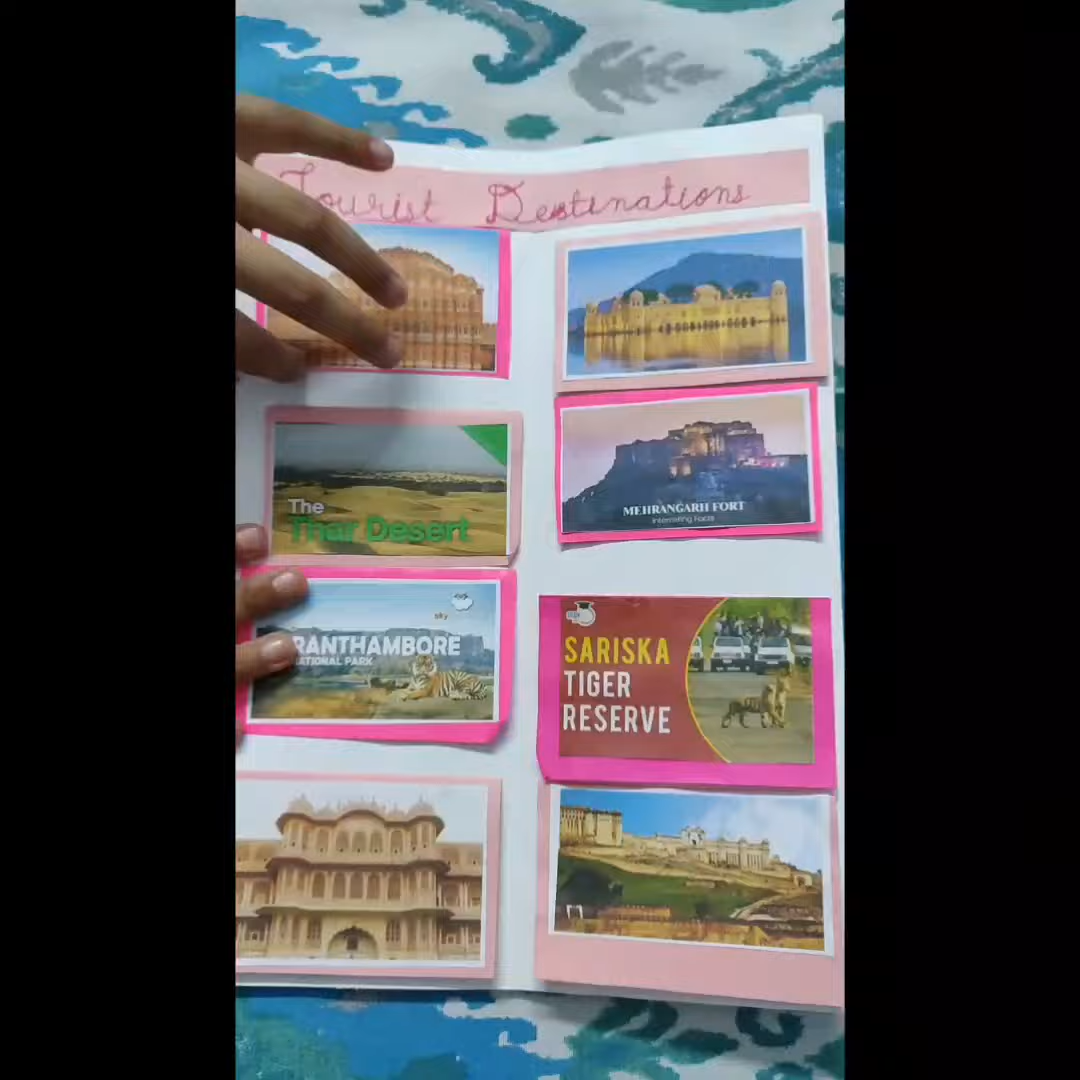 Tourist Destinations
The
Thar Desert
MEHRANGARH FORT
Interesting Facts
RANTHAMBORE
NATIONAL PARK
SARISKA
TIGER
RESERVE